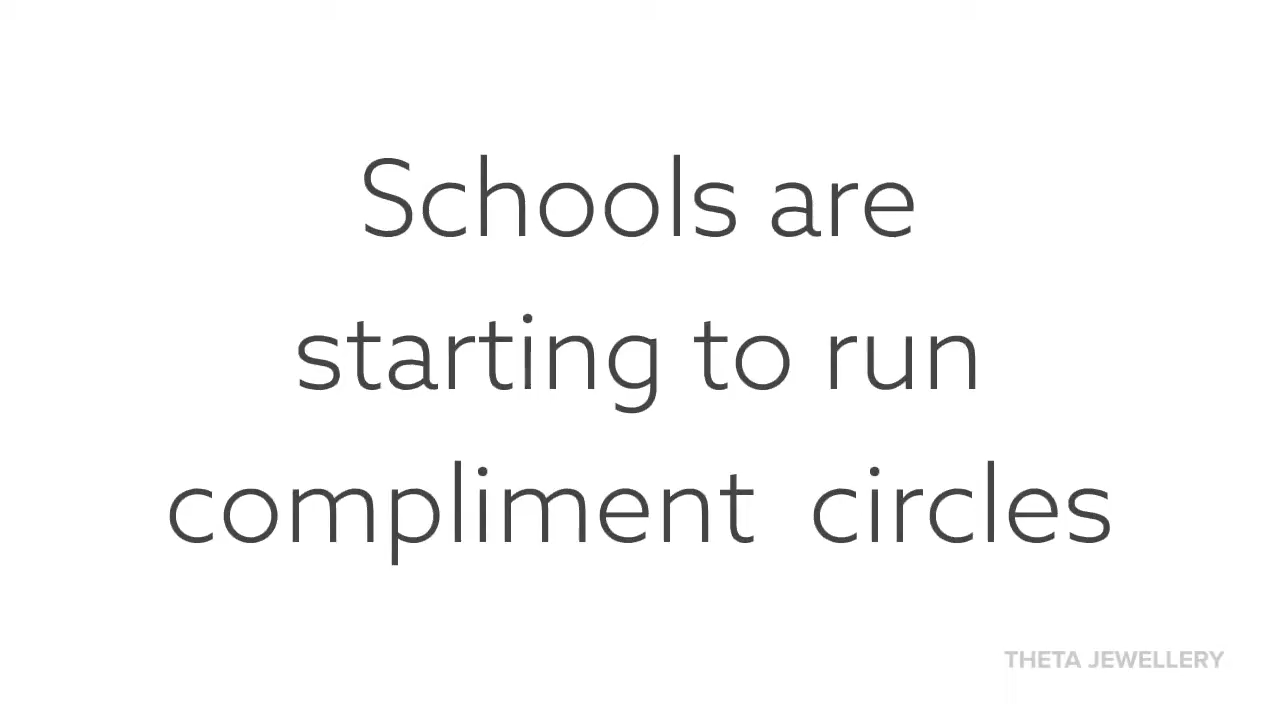 Schools are
starting to run
compliment  circles
THETA JEWELLERY